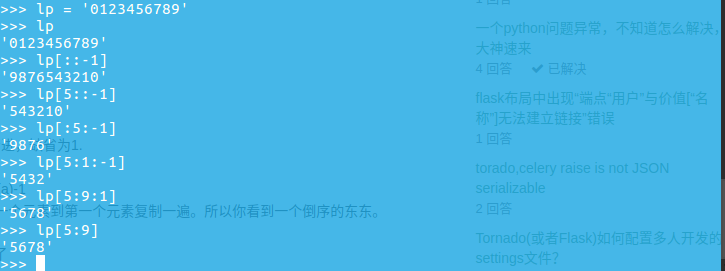 >>> lp = '0123456789'
>>> lp
'0123456789'
>>> lp[::-1]
'9876543210'
>>> lp[5::-1]
'543210'
>>> lp[:5:-1]
'9876'
省为1.
>>> lp[5:1:-1]
'5432'
a)-1
>>> lp[5:9:1]
'5678'
到第一个元素复制一遍。所以你看到一个倒序的东东。
>>> lp[5:9]
'5678'
>>>
1 回答
一个python问题异常，不知道怎么解决，
大神速来
4 回答 已解决
flask布局中出现“端点“用户”与价值[“名
称”]无法建立链接”错误
1 回答
torado,celery raise is not JSON
serializable
2 回答
Tornado(或者Flask)如何配置多人开发的
settings文件？